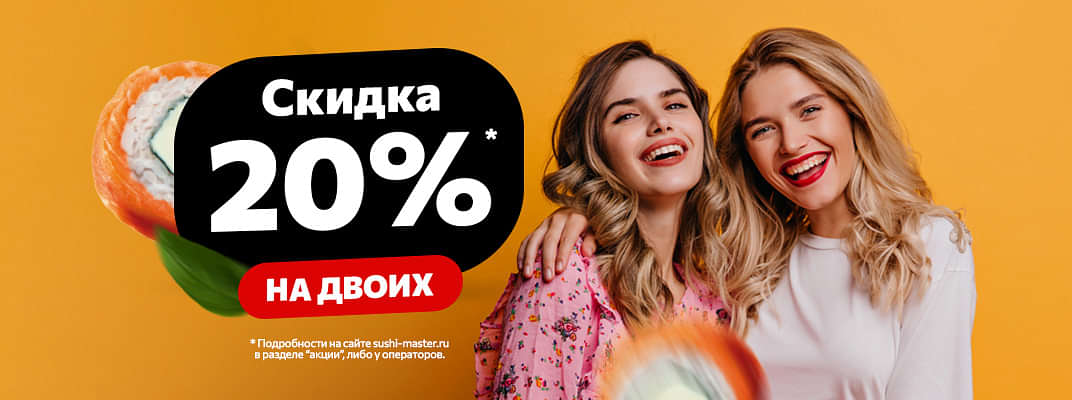 Скидка
20%*
НА ДВОИХ
* Подробности на сайте sushi-master.ru
в разделе "акции", либо у операторов.